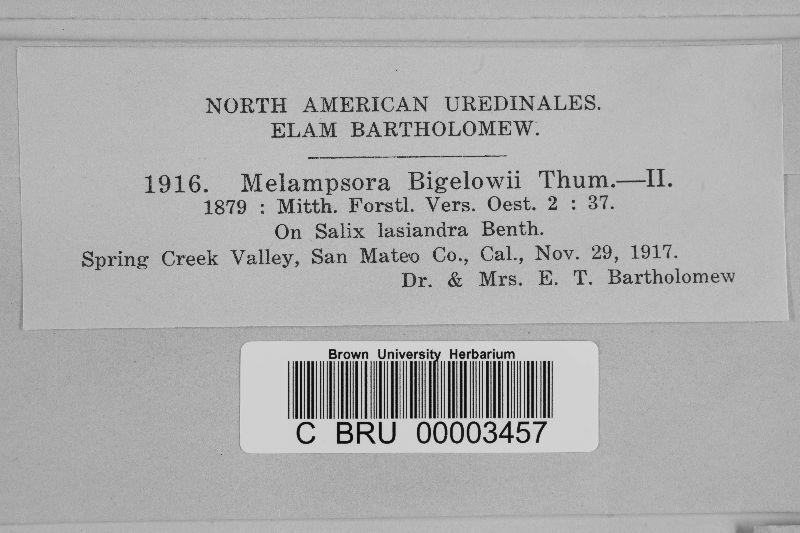 NORTH AMERICAN UREDINALES.
ELAM BARTHOLOMEW.
1916. Melampsora Bigelowii Thum.—II.
1879 : Mitth. Forstl. Vers. Oest. 2 : 37.
On Salix lasiandra Benth.
Spring Creek Valley, San Mateo Co., Cal., Nov. 29, 1917.
Dr. & Mrs. E. T. Bartholomew
Brown University Herbarium
C BRU 00003457